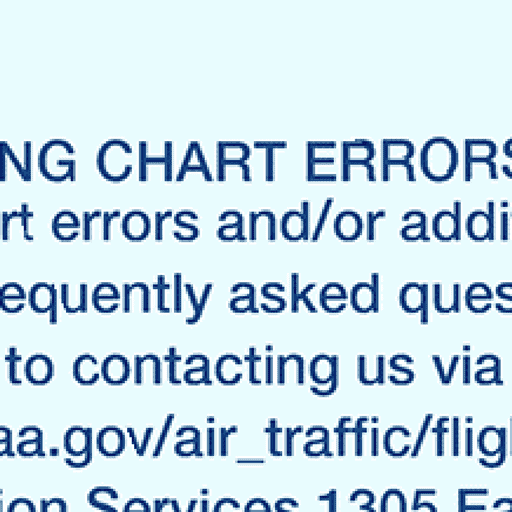 NG CHART ERRORS
rt errors and/or addi
equently asked ques
to contacting us via
aa.gov/air_traffic/flig
ion Services 1305 Ea